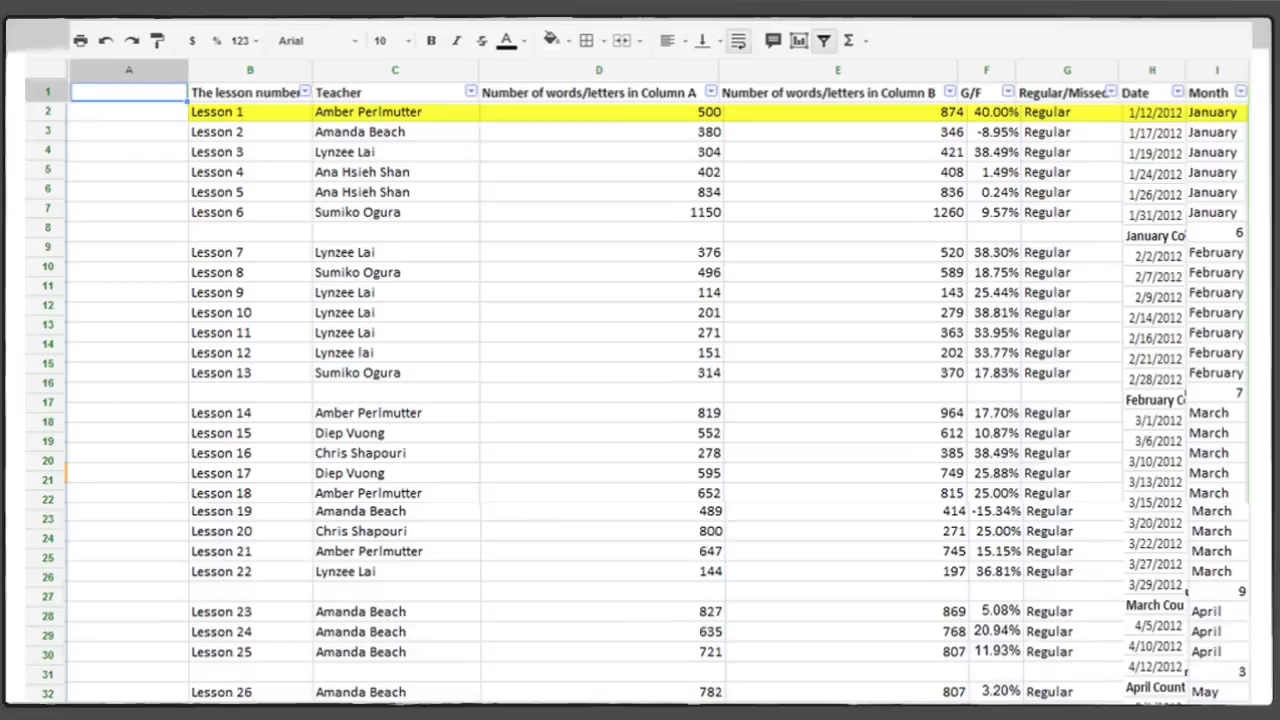 $ % 123 Arial 10 B I S A Σ
A B C D E F G H I
1 The lesson number Teacher Number of words/letters in Column A Number of words/letters in Column B G/F Regular/Missed Date Month
2 Lesson 1 Amber Perlmutter 500 874 40.00% Regular 1/12/2012 January
3 Lesson 2 Amanda Beach 380 346 -8.95% Regular 1/17/2012 January
4 Lesson 3 Lynzee Lai 304 421 38.49% Regular 1/19/2012 January
5 Lesson 4 Ana Hsieh Shan 402 408 1.49% Regular 1/24/2012 January
6 Lesson 5 Ana Hsieh Shan 834 836 0.24% Regular 1/26/2012 January
7 Lesson 6 Sumiko Ogura 1150 1260 9.57% Regular 1/31/2012 January
8 January Co 6
9 Lesson 7 Lynzee Lai 376 520 38.30% Regular 2/2/2012 February
10 Lesson 8 Sumiko Ogura 496 589 18.75% Regular 2/7/2012 February
11 Lesson 9 Lynzee Lai 114 143 25.44% Regular 2/9/2012 February
12 Lesson 10 Lynzee Lai 201 279 38.81% Regular 2/14/2012 February
13 Lesson 11 Lynzee Lai 271 363 33.95% Regular 2/16/2012 February
14 Lesson 12 Lynzee lai 151 202 33.77% Regular 2/21/2012 February
15 Lesson 13 Sumiko Ogura 314 370 17.83% Regular 2/28/2012 February
16 February C 7
17 Lesson 14 Amber Perlmutter 819 964 17.70% Regular 3/1/2012 March
18 Lesson 15 Diep Vuong 552 612 10.87% Regular 3/6/2012 March
20 Lesson 16 Chris Shapouri 278 385 38.49% Regular 3/10/2012 March
21 Lesson 17 Diep Vuong 595 749 25.88% Regular 3/13/2012 March
22 Lesson 18 Amber Perlmutter 652 815 25.00% Regular 3/15/2012 March
23 Lesson 19 Amanda Beach 489 414 -15.34% Regular 3/20/2012 March
24 Lesson 20 Chris Shapouri 800 271 25.00% Regular 3/22/2012 March
25 Lesson 21 Amber Perlmutter 647 745 15.15% Regular 3/27/2012 March
26 Lesson 22 Lynzee Lai 144 197 36.81% Regular 3/29/2012 March
27 March Cou 9
28 Lesson 23 Amanda Beach 827 869 5.08% Regular 4/5/2012 April
29 Lesson 24 Amanda Beach 635 768 20.94% Regular 4/10/2012 April
30 Lesson 25 Amanda Beach 721 807 11.93% Regular 4/12/2012 April
31 April Count 3
32 Lesson 26 Amanda Beach 782 807 3.20% Regular May